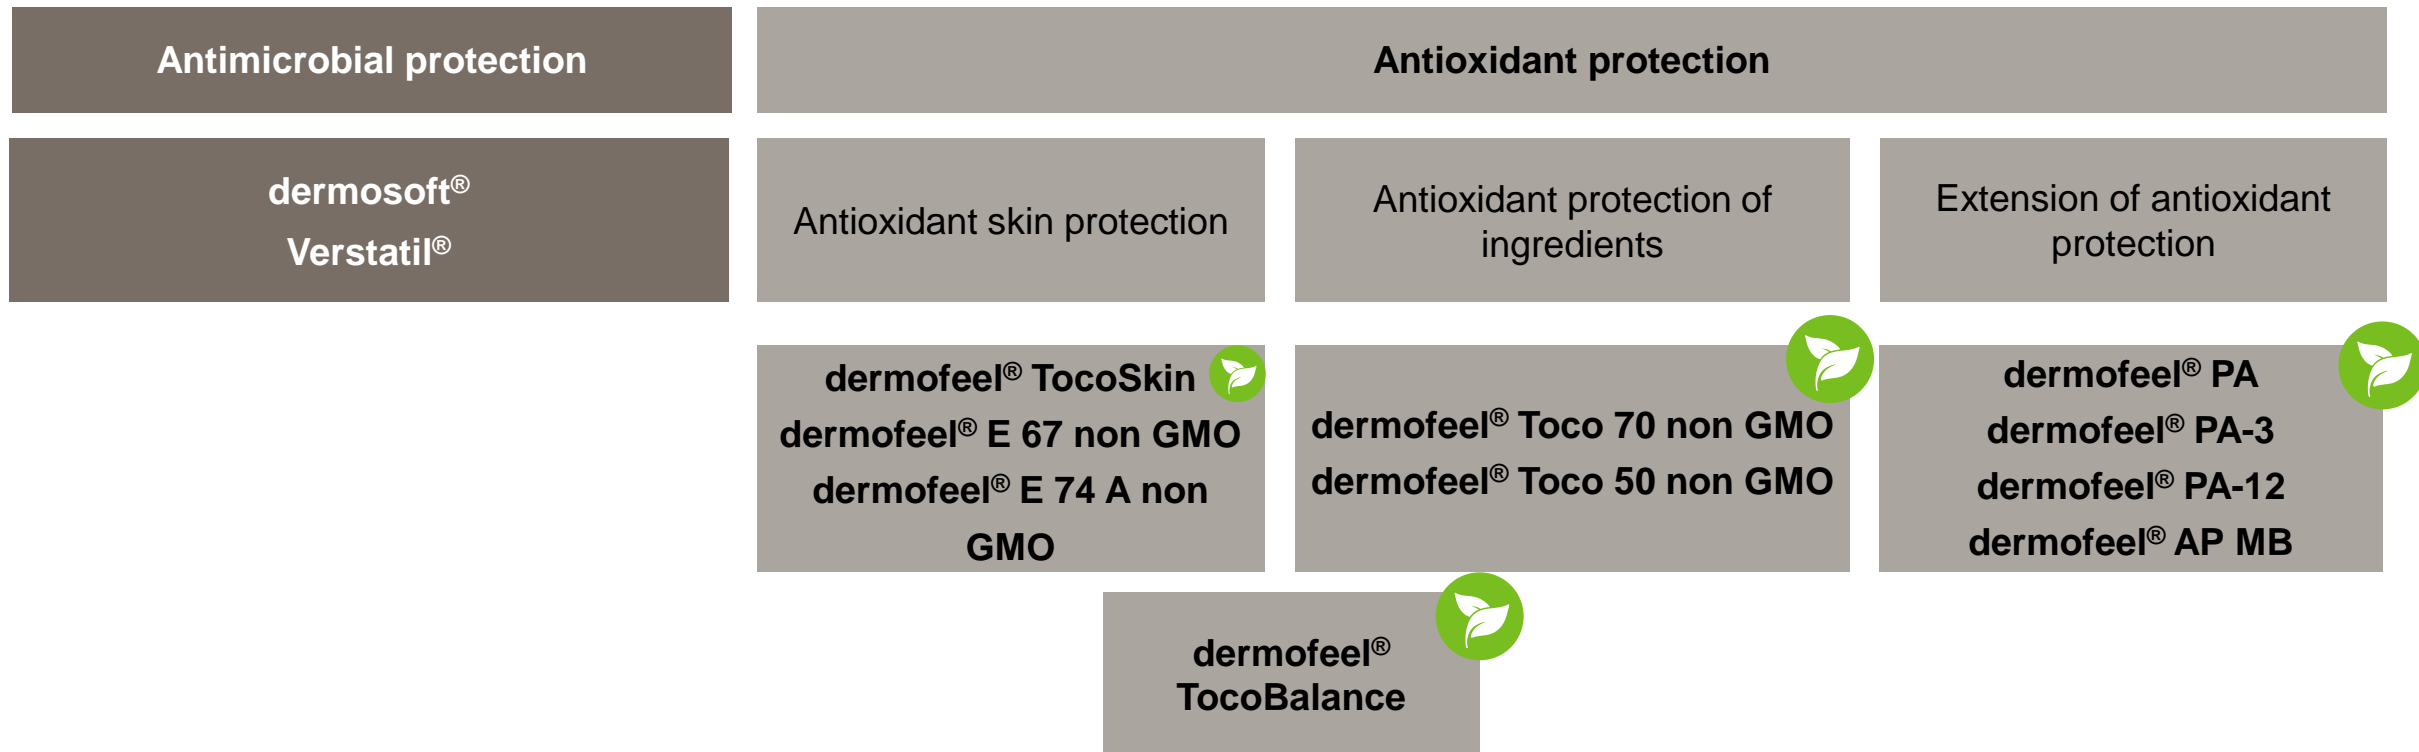 Antimicrobial protection
Antioxidant protection
dermosoft®
Verstatil®
Antioxidant skin protection
Antioxidant protection of
ingredients
Extension of antioxidant
protection
dermofeel® TocoSkin
dermofeel® E 67 non GMO
dermofeel® E 74 A non
GMO
dermofeel® Toco 70 non GMO
dermofeel® Toco 50 non GMO
dermofeel® PA
dermofeel® PA-3
dermofeel® PA-12
dermofeel® AP MB
dermofeel®
TocoBalance